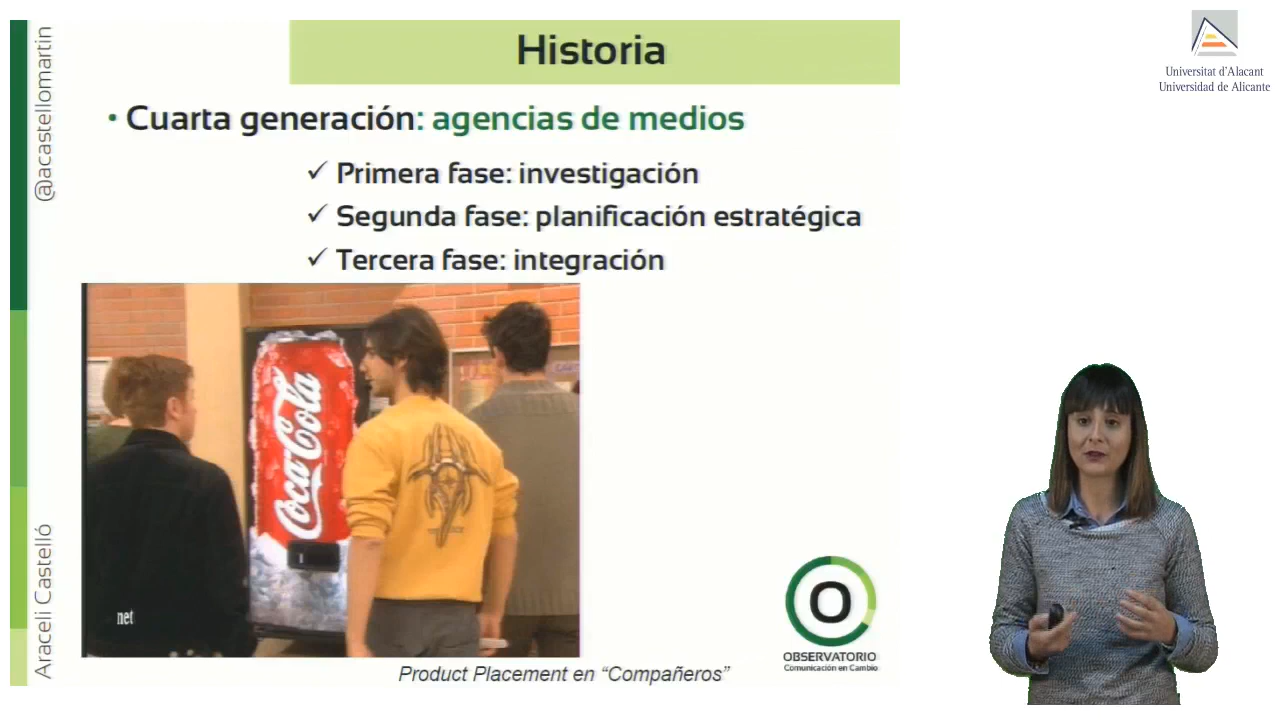 Historia
@acastellomartin
Araceli Castelló
• Cuarta generación: agencias de medios
✓ Primera fase: investigación
✓ Segunda fase: planificación estratégica
✓ Tercera fase: integración
Coca-Cola
net
Product Placement en “Compañeros”
O
OBSERVATORIO
Comunicación en Cambio
Universitat d'Alacant
Universidad de Alicante